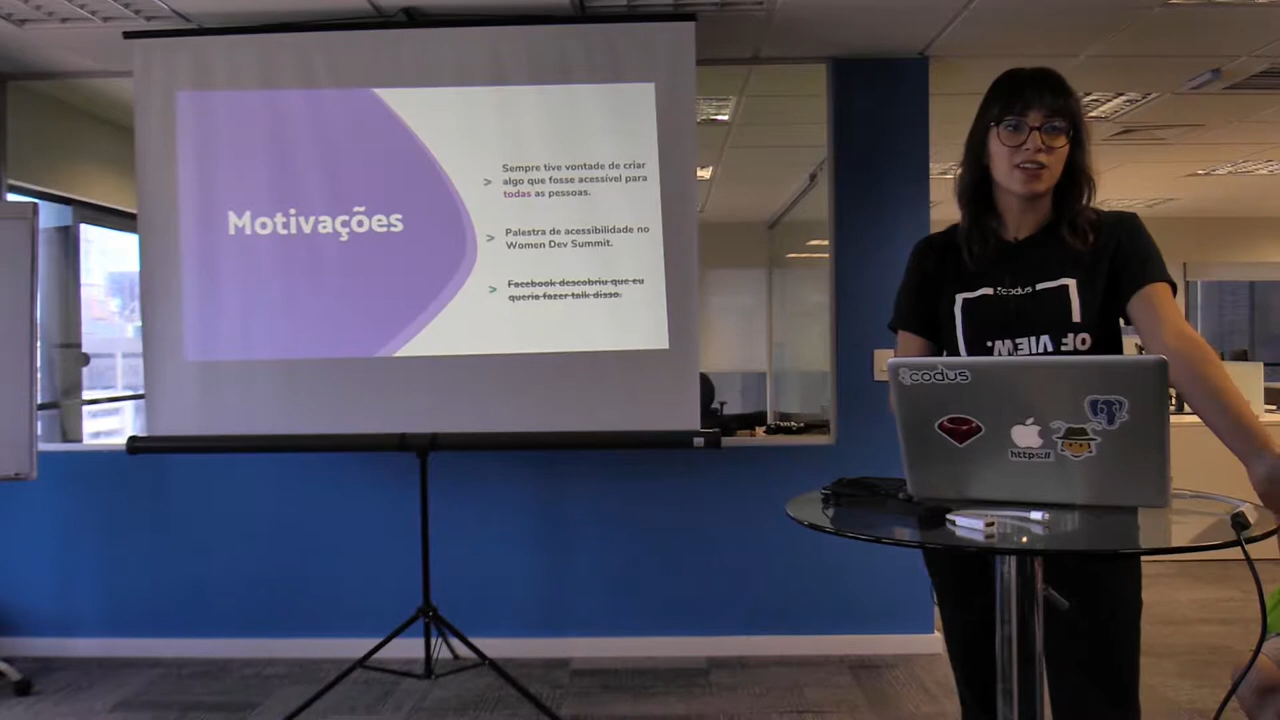 Motivações
> Sempre tive vontade de criar
algo que fosse acessível para
todas as pessoas.
> Palestra de acessibilidade no
Women Dev Summit.
> Facebook descobriu que eu
queria fazer talk disso.
codus
OF VIEW.
codus
https://